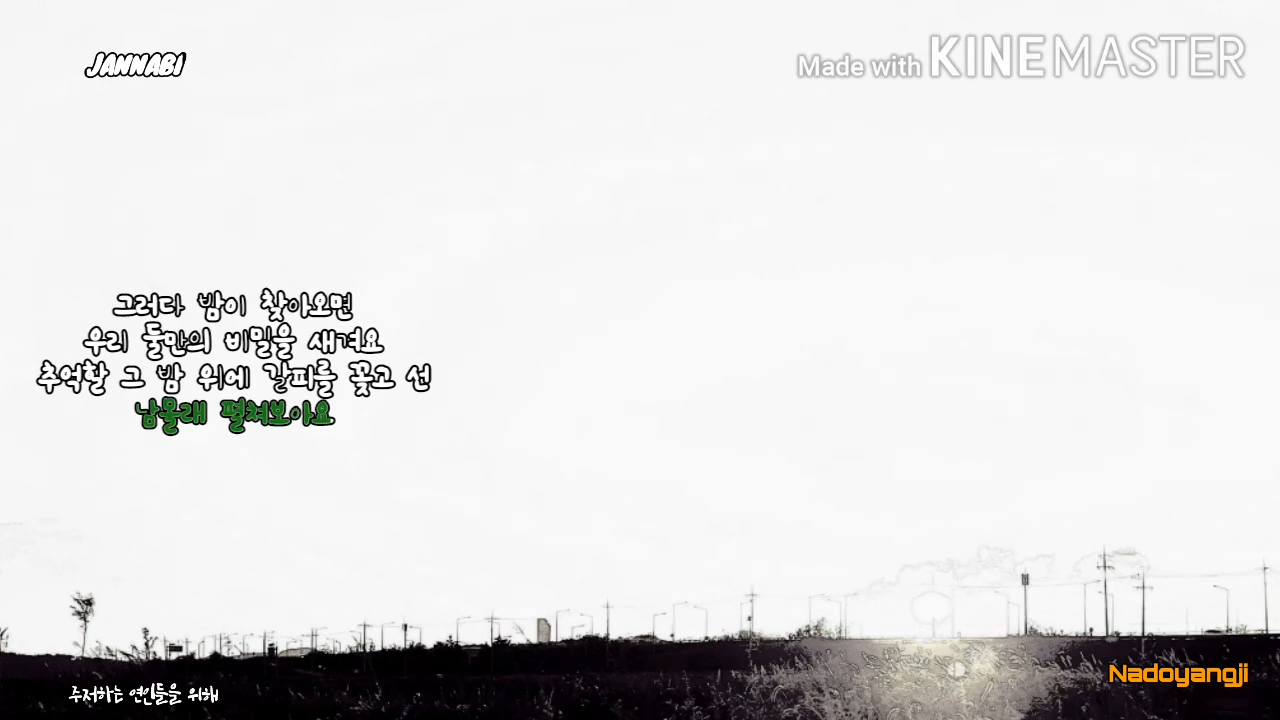 JANNABI
Made with KINEMASTER
그러다 밤이 찾아오면
우리 둘만의 비밀을 새겨요
추억할 그 밤 위에 갈피를 꽂고 선
남몰래 펼쳐보아요
Nadoyangji
주저하는 연인들을 위해